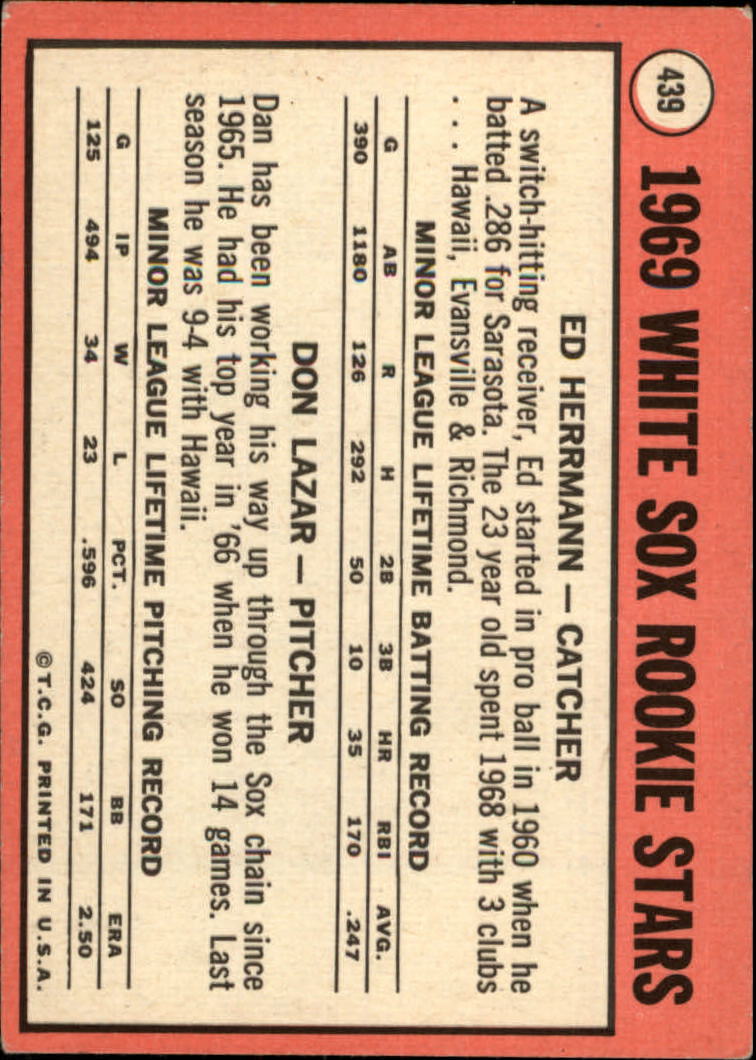 439
1969 WHITE SOX ROOKIE STARS
ED HERRMANN — CATCHER
A switch-hitting receiver, Ed started in pro ball in 1960 when he
batted .286 for Sarasota. The 23 year old spent 1968 with 3 clubs
. . . Hawaii, Evansville & Richmond.
MINOR LEAGUE LIFETIME BATTING RECORD
G AB R H 2B 3B HR RBI AVG.
390 1180 126 292 50 10 35 170 .247
DON LAZAR — PITCHER
Dan has been working his way up through the Sox chain since
1965. He had his top year in '66 when he won 14 games. Last
season he was 9-4 with Hawaii.
MINOR LEAGUE LIFETIME PITCHING RECORD
G IP W L PCT. SO BB ERA
125 494 34 23 .596 424 171 2.50
©T.C.G. PRINTED IN U.S.A.